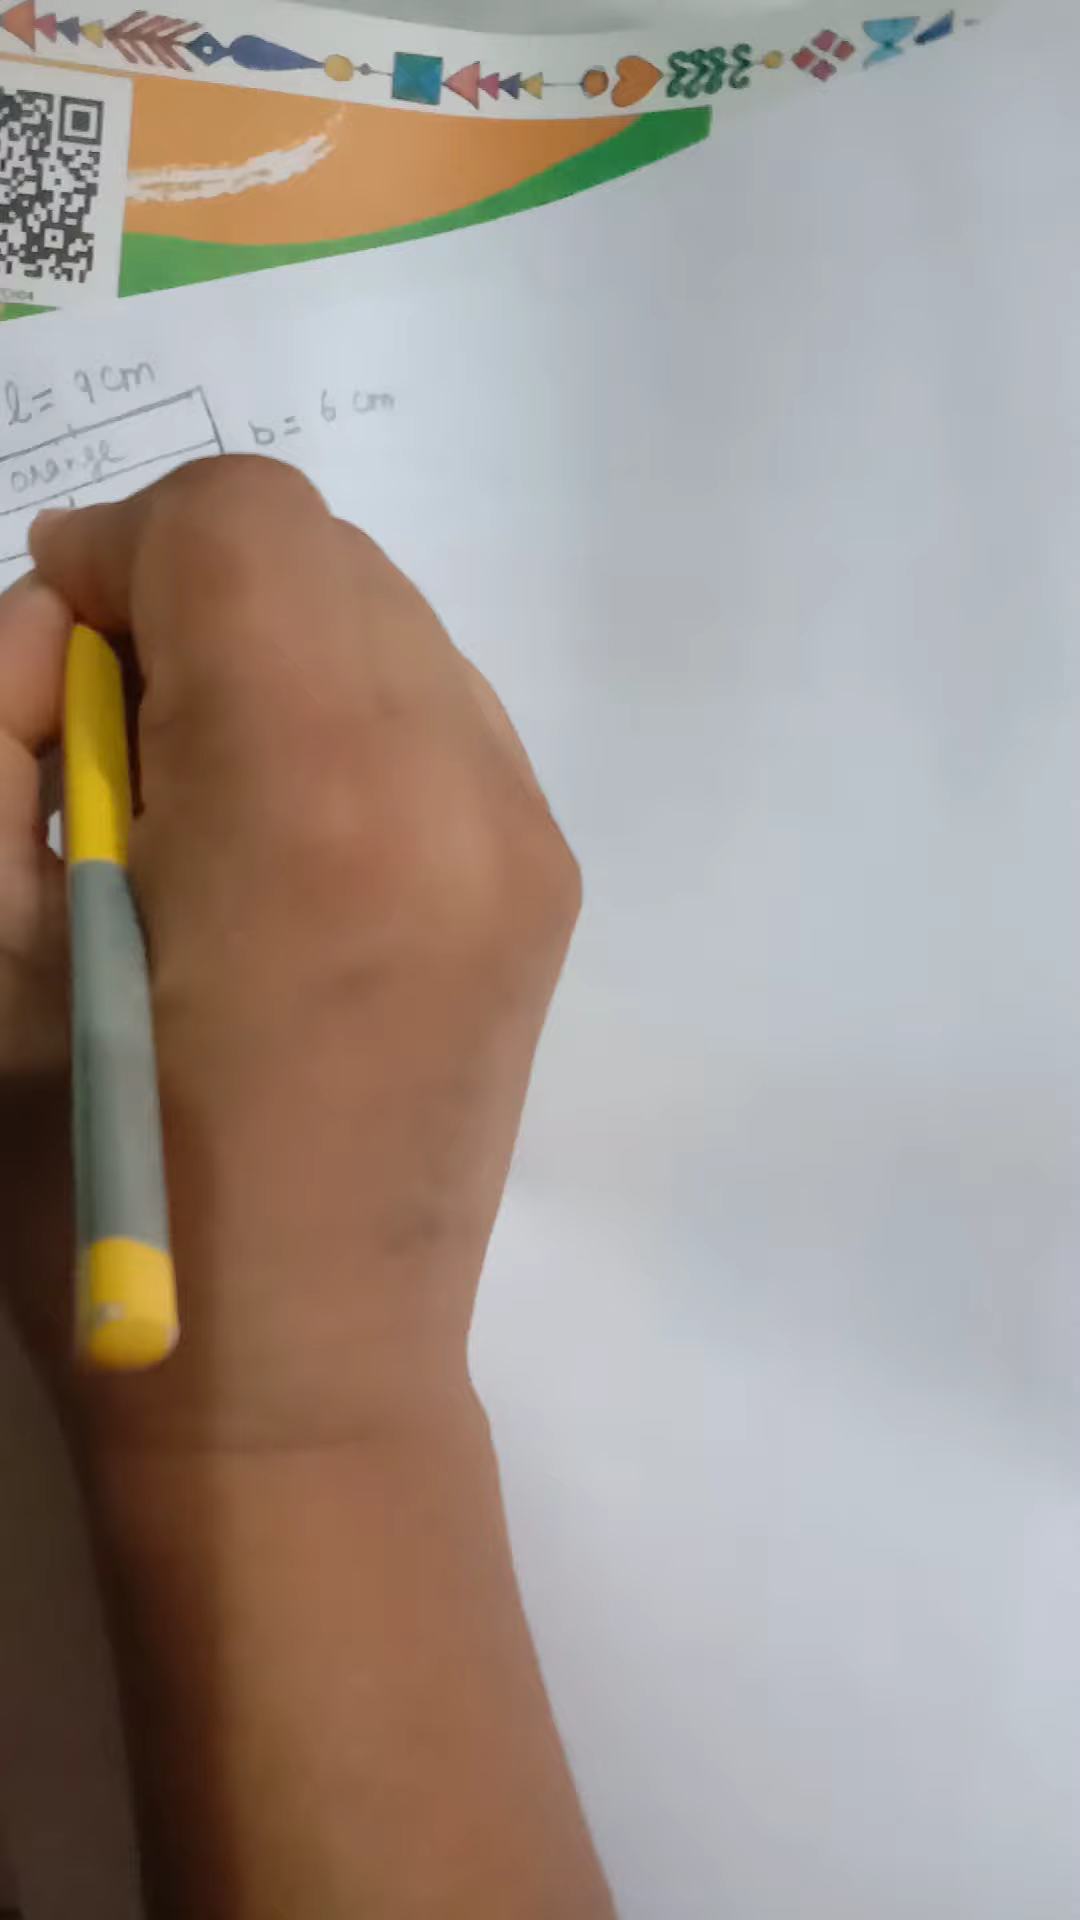 l = 9 cm
b = 6 cm
orange